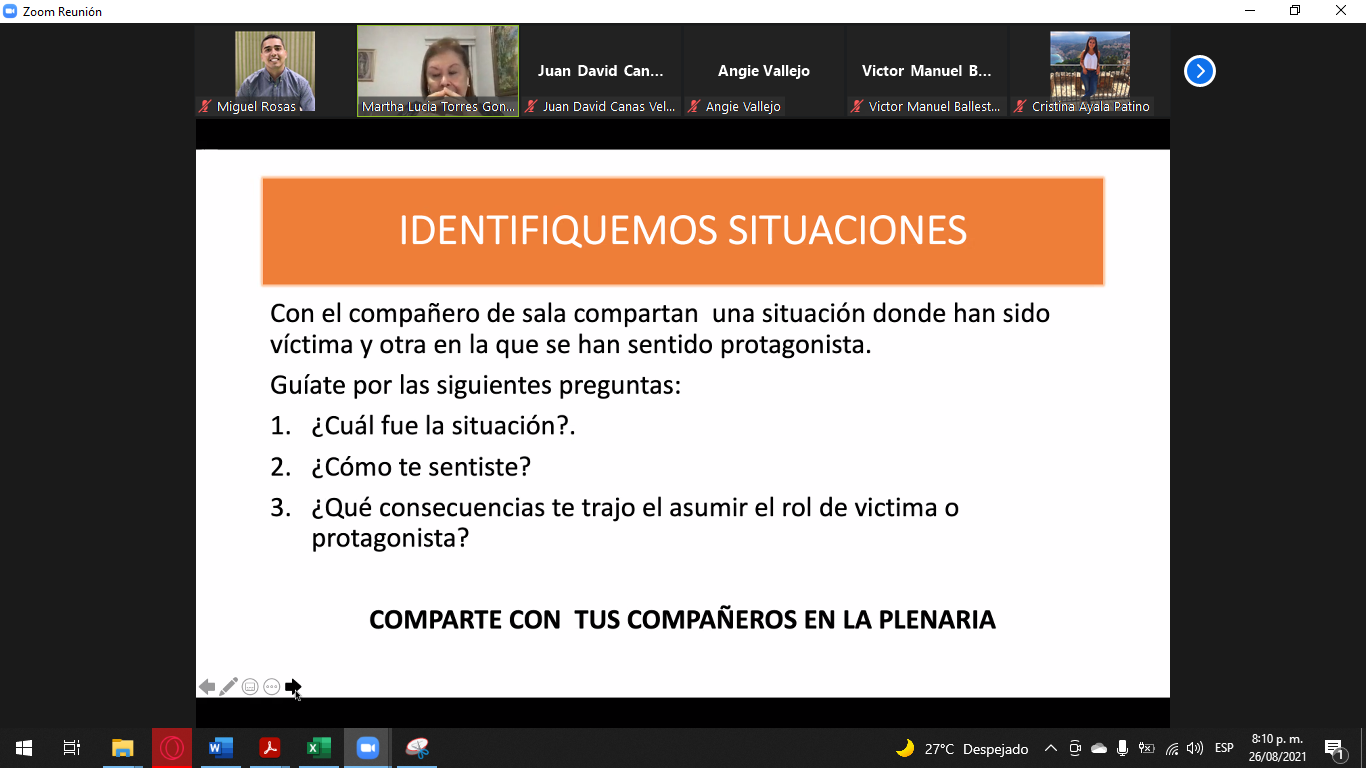 Zoom Reunión
Juan David Can...
Angie Vallejo
Victor Manuel B...
Miguel Rosas
Martha Lucia Torres Gon...
Juan David Canas Vel...
Angie Vallejo
Victor Manuel Ballest...
Cristina Ayala Patino
IDENTIFIQUEMOS SITUACIONES
Con el compañero de sala compartan una situación donde han sido
víctima y otra en la que se han sentido protagonista.
Guíate por las siguientes preguntas:
1. ¿Cuál fue la situación?.
2. ¿Cómo te sentiste?
3. ¿Qué consecuencias te trajo el asumir el rol de victima o
protagonista?
COMPARTE CON TUS COMPAÑEROS EN LA PLENARIA
27°C Despejado
ESP
8:10 p. m.
26/08/2021
1